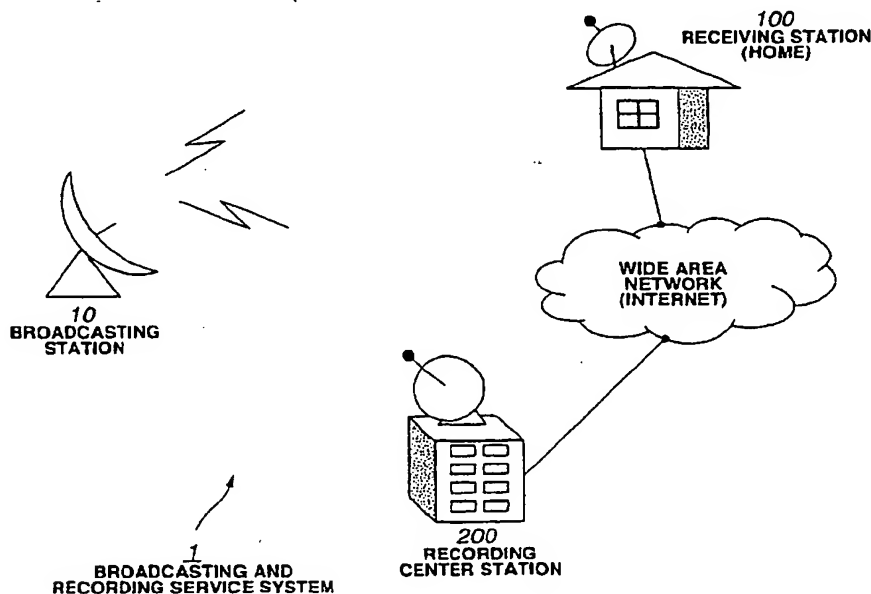 100
RECEIVING STATION
(HOME)
WIDE AREA
NETWORK
(INTERNET)
10
BROADCASTING
STATION
200
RECORDING
CENTER STATION
1
BROADCASTING AND
RECORDING SERVICE SYSTEM